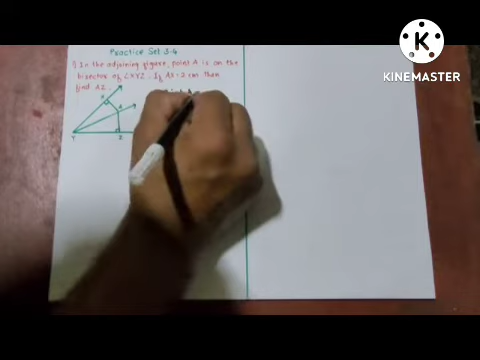 Practice Set 3.4
1) In the adjoining figure, point A is on the
bisector of ∠XYZ. If AX = 2 cm then
find AZ.
X
A
Y
Z
K
KINEMASTER